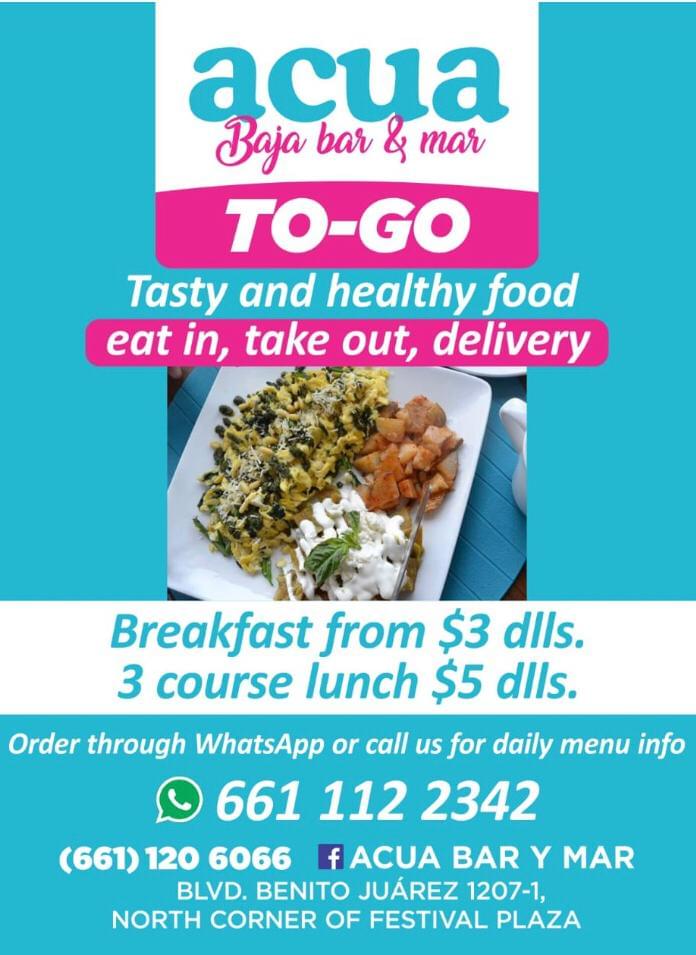 acua
Baja bar & mar
TO-GO
Tasty and healthy food
eat in, take out, delivery
Breakfast from $3 dlls.
3 course lunch $5 dlls.
Order through WhatsApp or call us for daily menu info
661 112 2342
(661) 120 6066 f ACUA BAR Y MAR
BLVD. BENITO JUÁREZ 1207-1,
NORTH CORNER OF FESTIVAL PLAZA